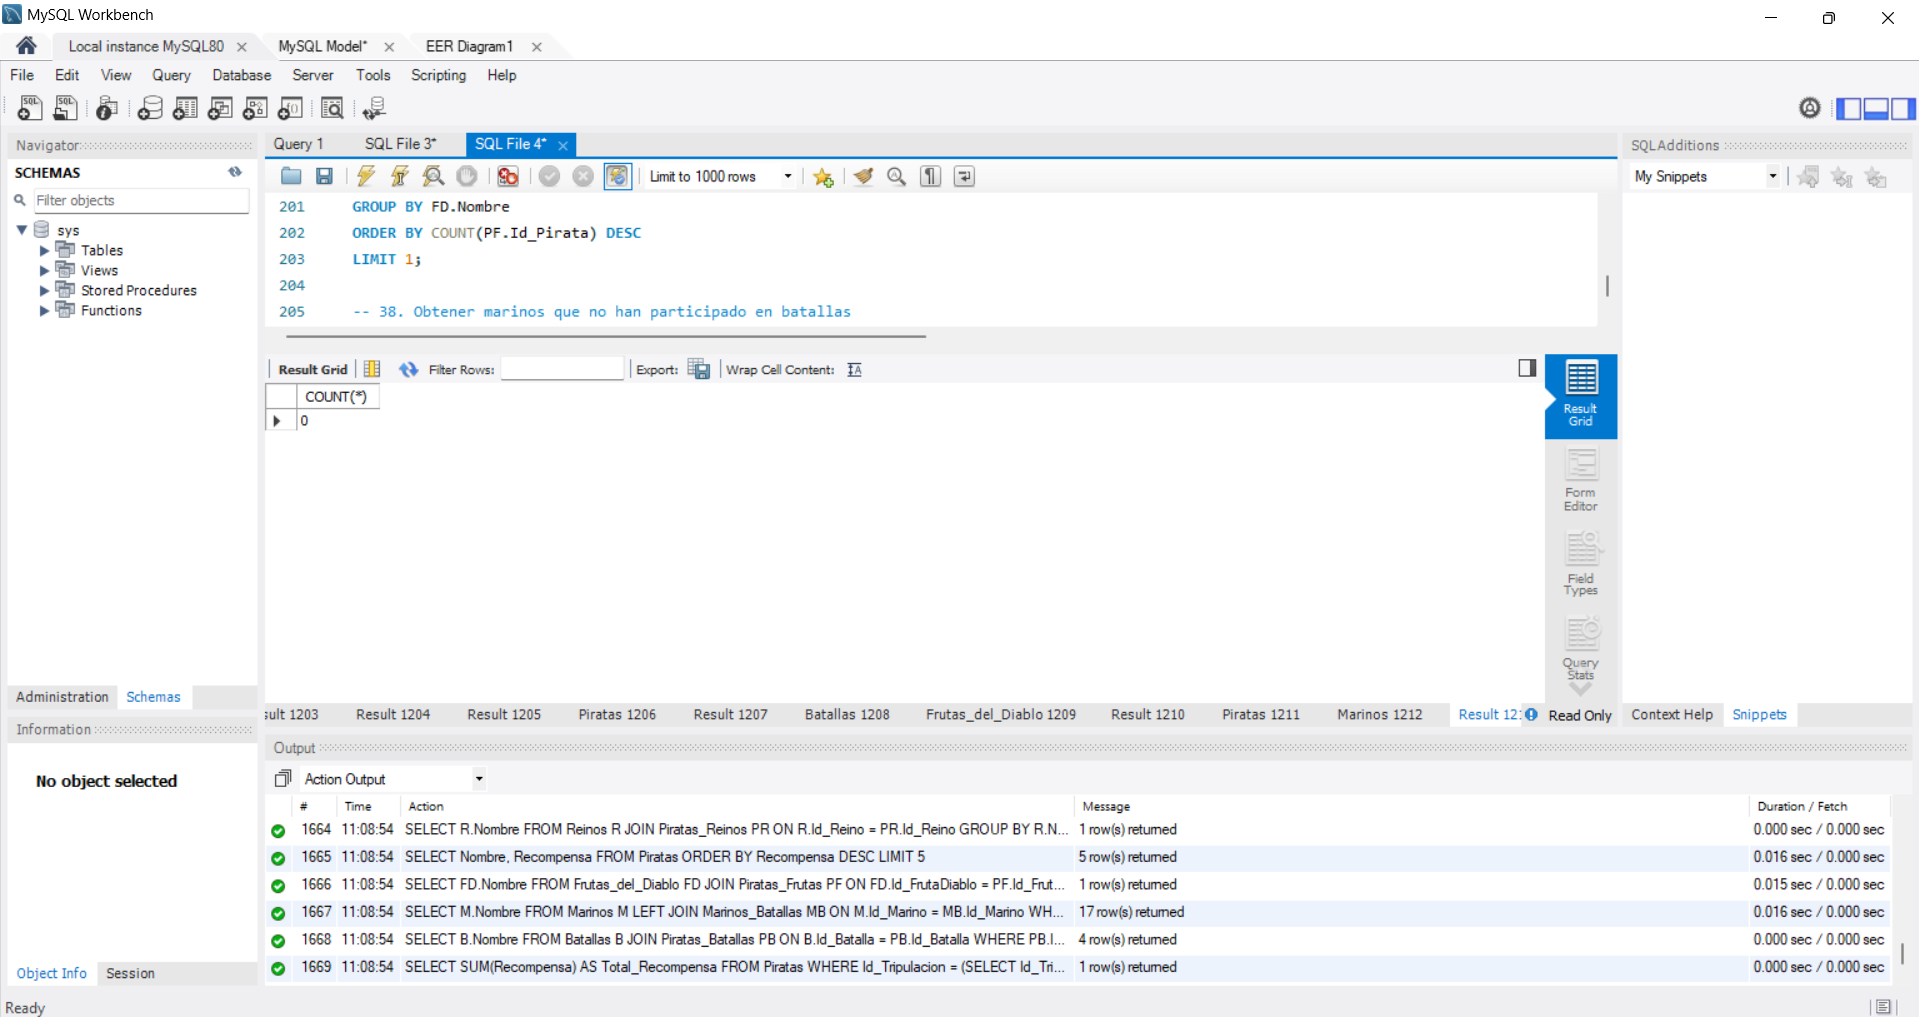 MySQL Workbench
Local instance MySQL80
MySQL Model*
EER Diagram1
File Edit View Query Database Server Tools Scripting Help
Navigator
SCHEMAS
Filter objects
sys
Tables
Views
Stored Procedures
Functions
Administration Schemas
Information
No object selected
Object Info Session
Ready
Query 1 SQL File 3* SQL File 4*
Limit to 1000 rows
201 GROUP BY FD.Nombre
202 ORDER BY COUNT(PF.Id_Pirata) DESC
203 LIMIT 1;
204
205 -- 38. Obtener marinos que no han participado en batallas
Result Grid Filter Rows: Export: Wrap Cell Content:
COUNT(*)
0
Result
Grid
Form
Editor
Field
Types
Query
Stats
sult 1203 Result 1204 Result 1205 Piratas 1206 Result 1207 Batallas 1208 Frutas_del_Diablo 1209 Result 1210 Piratas 1211 Marinos 1212 Result 12 Read Only
SQLAdditions
My Snippets
Context Help Snippets
Output
Action Output
# Time Action Message Duration / Fetch
1664 11:08:54 SELECT R.Nombre FROM Reinos R JOIN Piratas_Reinos PR ON R.Id_Reino = PR.Id_Reino GROUP BY R.N... 1 row(s) returned 0.000 sec / 0.000 sec
1665 11:08:54 SELECT Nombre, Recompensa FROM Piratas ORDER BY Recompensa DESC LIMIT 5 5 row(s) returned 0.016 sec / 0.000 sec
1666 11:08:54 SELECT FD.Nombre FROM Frutas_del_Diablo FD JOIN Piratas_Frutas PF ON FD.Id_FrutaDiablo = PF.Id_Frut... 1 row(s) returned 0.015 sec / 0.000 sec
1667 11:08:54 SELECT M.Nombre FROM Marinos M LEFT JOIN Marinos_Batallas MB ON M.Id_Marino = MB.Id_Marino WH... 17 row(s) returned 0.016 sec / 0.000 sec
1668 11:08:54 SELECT B.Nombre FROM Batallas B JOIN Piratas_Batallas PB ON B.Id_Batalla = PB.Id_Batalla WHERE PB.I... 4 row(s) returned 0.000 sec / 0.000 sec
1669 11:08:54 SELECT SUM(Recompensa) AS Total_Recompensa FROM Piratas WHERE Id_Tripulacion = (SELECT Id_Tri... 1 row(s) returned 0.000 sec / 0.000 sec